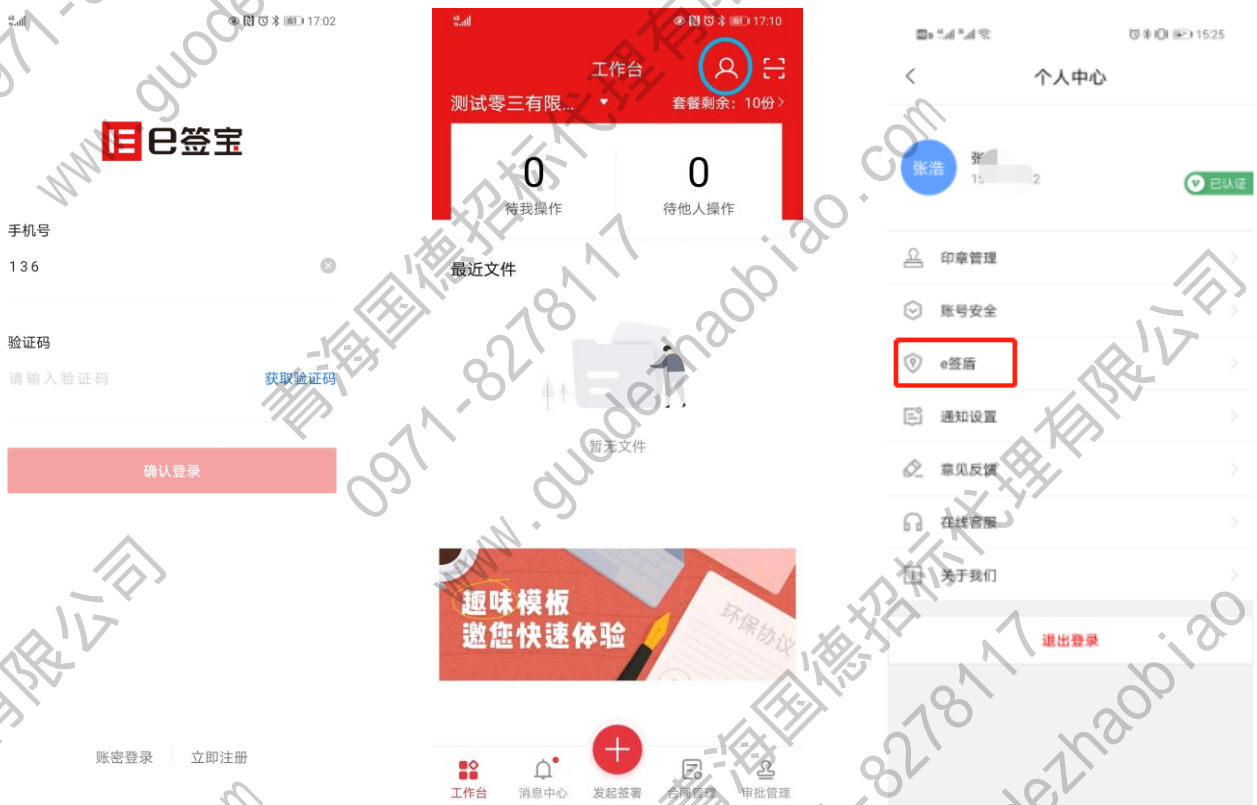 17:02
e签宝
手机号
136
验证码
请输入验证码
获取验证码
确认登录
账密登录
立即注册
17:10
工作台
测试零三有限...
套餐剩余：10份
0
待我操作
0
待他人操作
最近文件
暂无文件
趣味模板
邀您快速体验
环保协议
工作台
消息中心
发起签署
合同管理
审批管理
15:25
个人中心
张浩
张
15
2
已认证
印章管理
账号安全
e签盾
通知设置
意见反馈
在线客服
关于我们
退出登录
青海国德招标代理有限公司
0971-8278117
www.guodezhaobiao.com